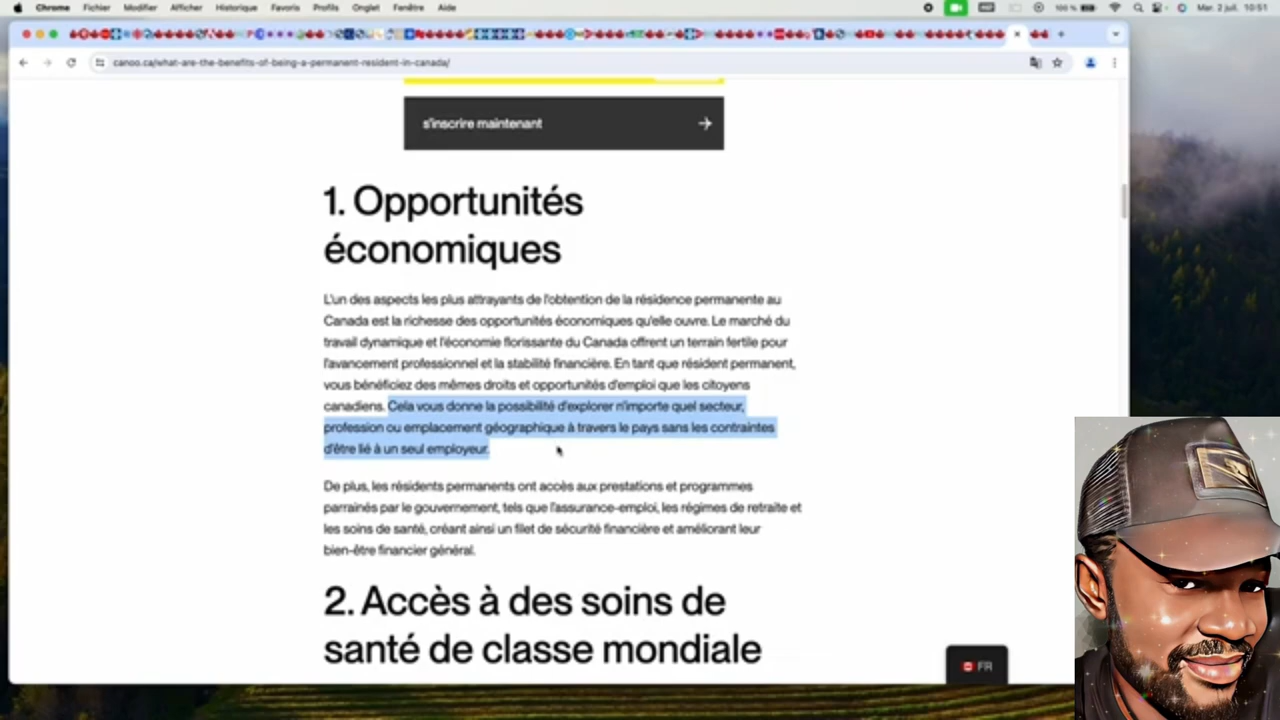 Chrome Fichier Modifier Afficher Historique Favoris Profils Onglet Fenêtre Aide 100 % Mar. 2 juil. 10:51
canoo.ca/what-are-the-benefits-of-being-a-permanent-resident-in-canada/
s'inscrire maintenant
1. Opportunités
économiques
L'un des aspects les plus attrayants de l'obtention de la résidence permanente au
Canada est la richesse des opportunités économiques qu'elle ouvre. Le marché du
travail dynamique et l'économie florissante du Canada offrent un terrain fertile pour
l'avancement professionnel et la stabilité financière. En tant que résident permanent,
vous bénéficiez des mêmes droits et opportunités d'emploi que les citoyens
canadiens. Cela vous donne la possibilité d'explorer n'importe quel secteur,
profession ou emplacement géographique à travers le pays sans les contraintes
d'être lié à un seul employeur.
De plus, les résidents permanents ont accès aux prestations et programmes
parrainés par le gouvernement, tels que l'assurance-emploi, les régimes de retraite et
les soins de santé, créant ainsi un filet de sécurité financière et améliorant leur
bien-être financier général.
2. Accès à des soins de
santé de classe mondiale
FR